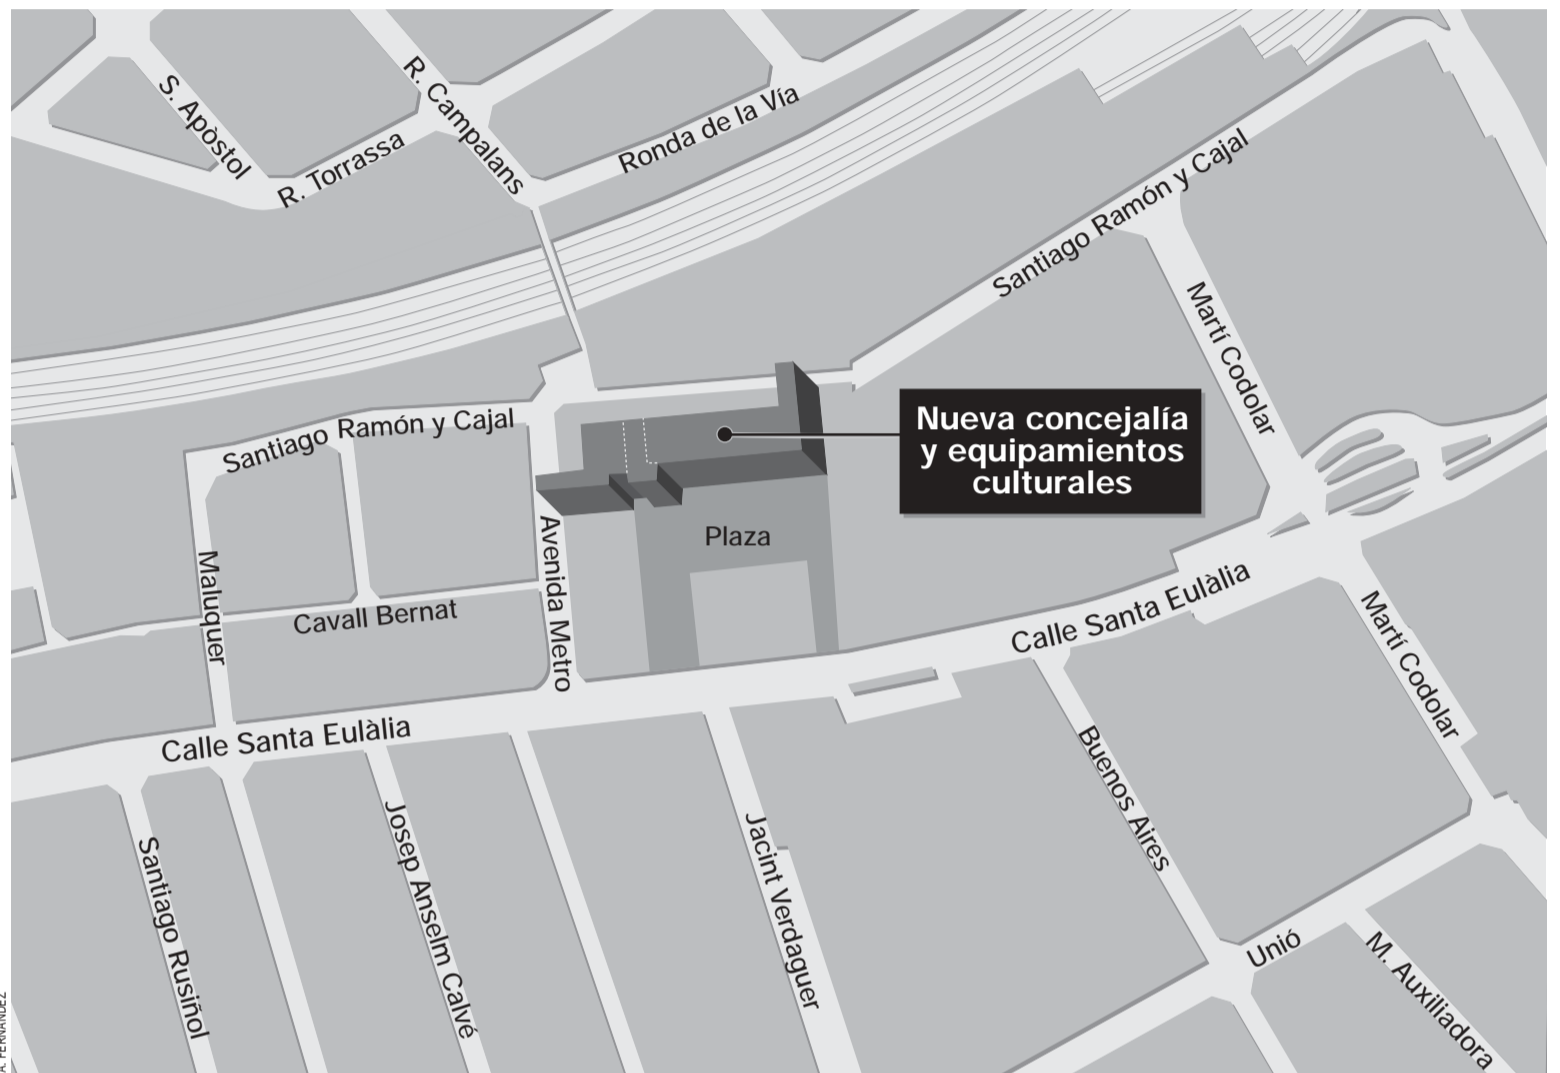 S. Apòstol
R. Torrassa
R. Campalans
Ronda de la Vía
Santiago Ramón y Cajal
Martí Codolar
Santiago Ramón y Cajal
Nueva concejalía
y equipamientos
culturales
Plaza
Avenida Metro
Maluquer
Cavall Bernat
Calle Santa Eulàlia
Calle Santa Eulàlia
Martí Codolar
Buenos Aires
Santiago Rusiñol
Josep Anselm Calvé
Jacint Verdaguer
Unió
M. Auxiliadora
A. FERNÁNDEZ